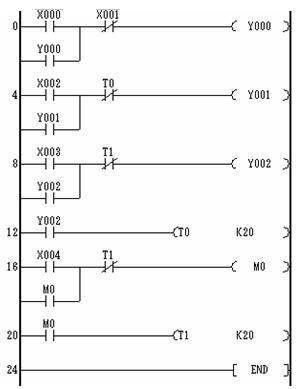 X000 X001
0 Y000
Y000
X002 T0
4 Y001
Y001
X003 T1
8 Y002
Y002
Y002
12 T0 K20
X004 T1
16 M0
M0
M0
20 T1 K20
24 END